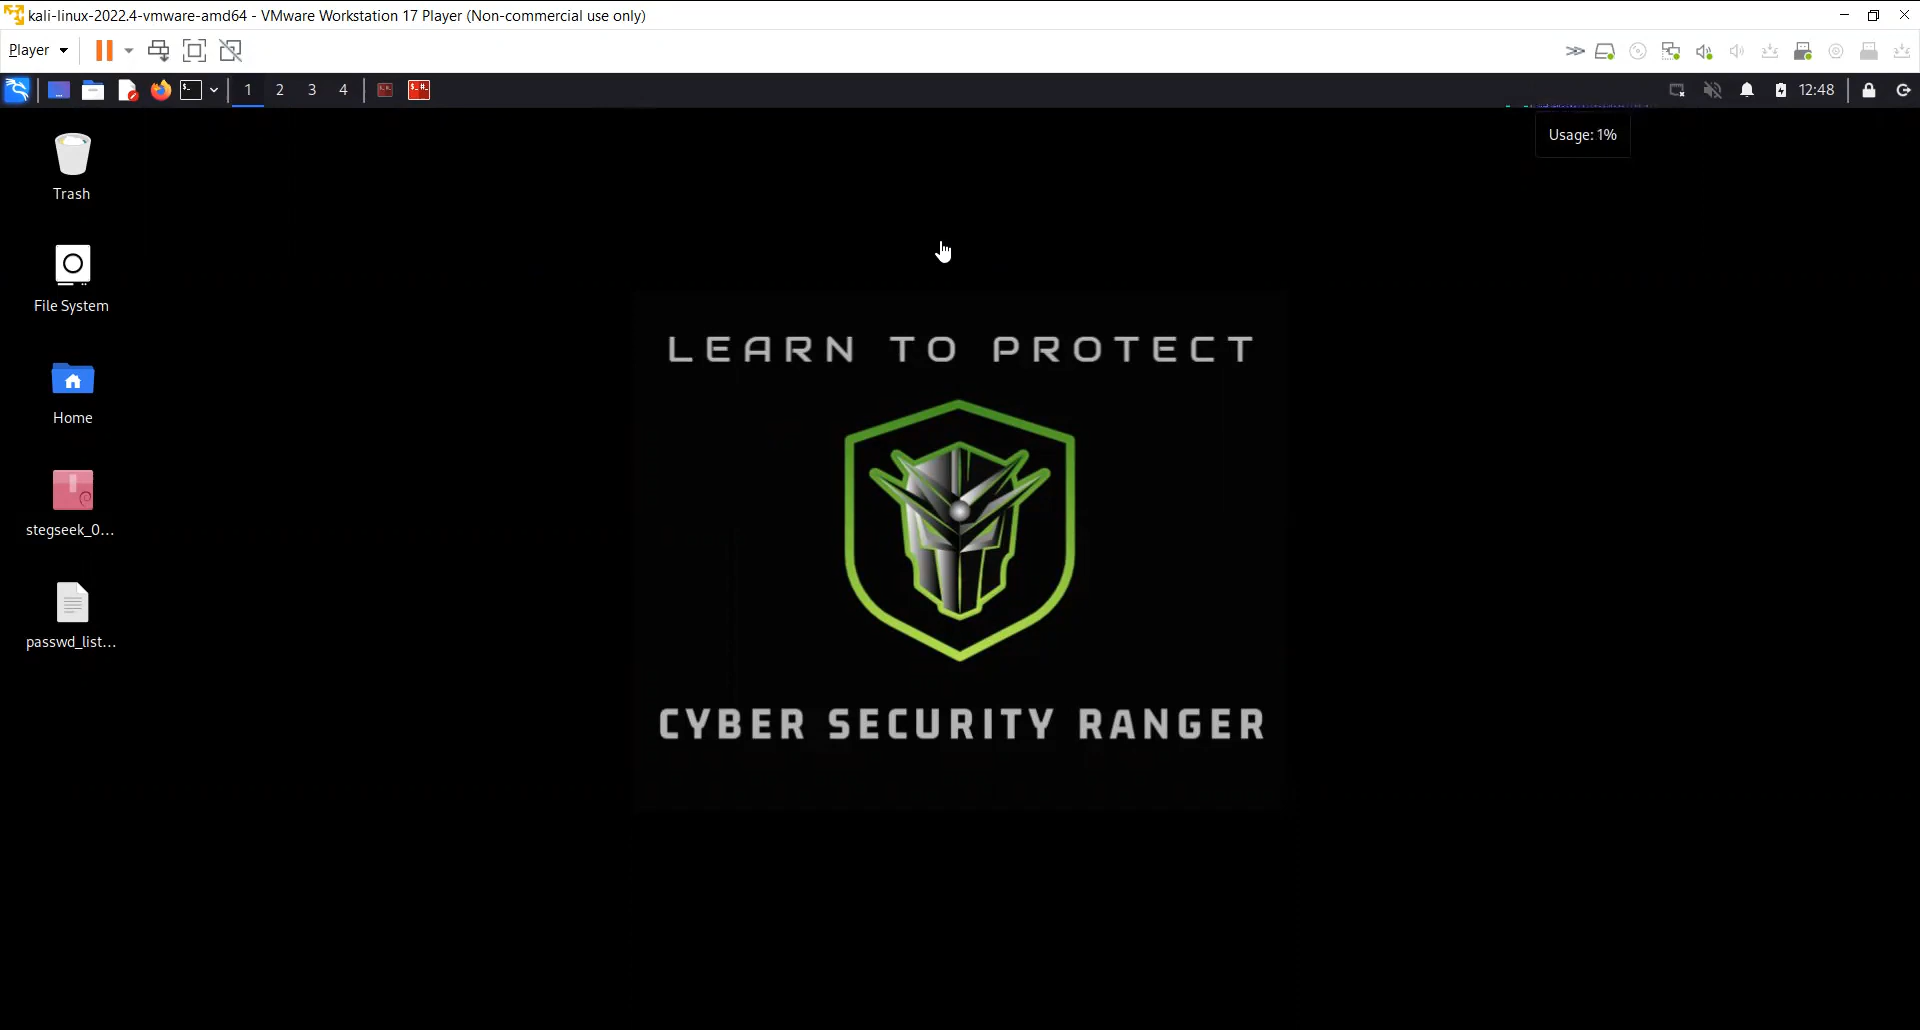 kali-linux-2022.4-vmware-amd64 - VMware Workstation 17 Player (Non-commercial use only)
Player
1 2 3 4
12:48
Usage: 1%
Trash
File System
Home
stegseek_0...
passwd_list...
LEARN TO PROTECT
CYBER SECURITY RANGER